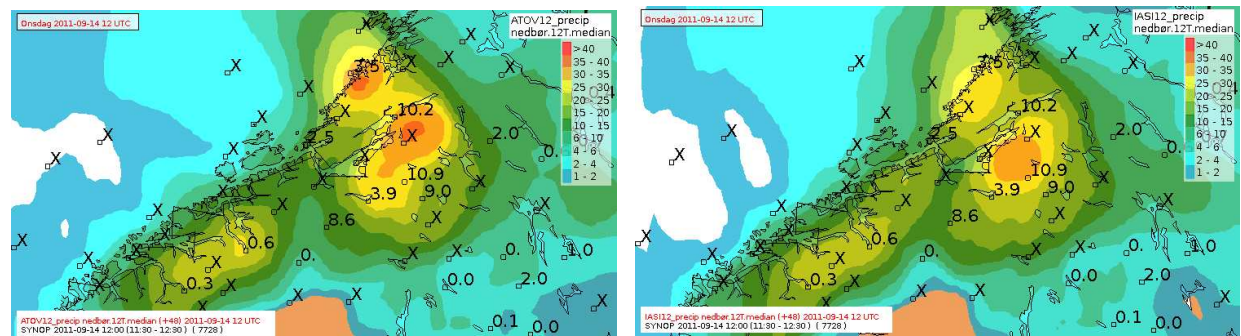 Onsdag 2011-09-14 12 UTC
ATOV12_precip
nedbør.12T.median
>40
35 - 40
30 - 35
25 - 30
20 - 25
15 - 20
10 - 15
6 - 10
4 - 6
2 - 4
1 - 2
X
3.5
10.2
2.5
2.0
10.9
3.9
9.0
8.6
0.6
0.
1.0
0.0
2.0
0.3
0.1
0.0
ATOV12_precip nedbør.12T.median (+48) 2011-09-14 12 UTC
SYNOP 2011-09-14 12:00 (11:30 - 12:30 ) ( 7728 )
Onsdag 2011-09-14 12 UTC
IASI12_precip
nedbør.12T.median
>40
35 - 40
30 - 35
25 - 30
20 - 25
15 - 20
10 - 15
6 - 10
4 - 6
2 - 4
1 - 2
X
3.5
10.2
2.5
2.0
10.9
3.9
9.0
8.6
0.6
0.
1.0
0.0
2.0
0.3
0.1
0.0
IASI12_precip nedbør.12T.median (+48) 2011-09-14 12 UTC
SYNOP 2011-09-14 12:00 (11:30 - 12:30 ) ( 7728 )